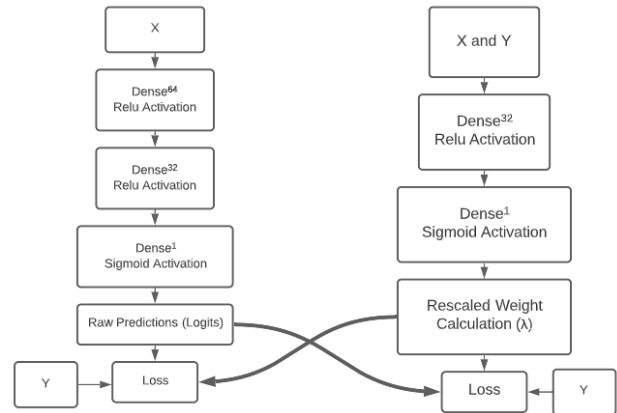 X
Dense⁶⁴
Relu Activation
Dense³²
Relu Activation
Dense¹
Sigmoid Activation
Raw Predictions (Logits)
Y
Loss
X and Y
Dense³²
Relu Activation
Dense¹
Sigmoid Activation
Rescaled Weight
Calculation (λ)
Loss
Y